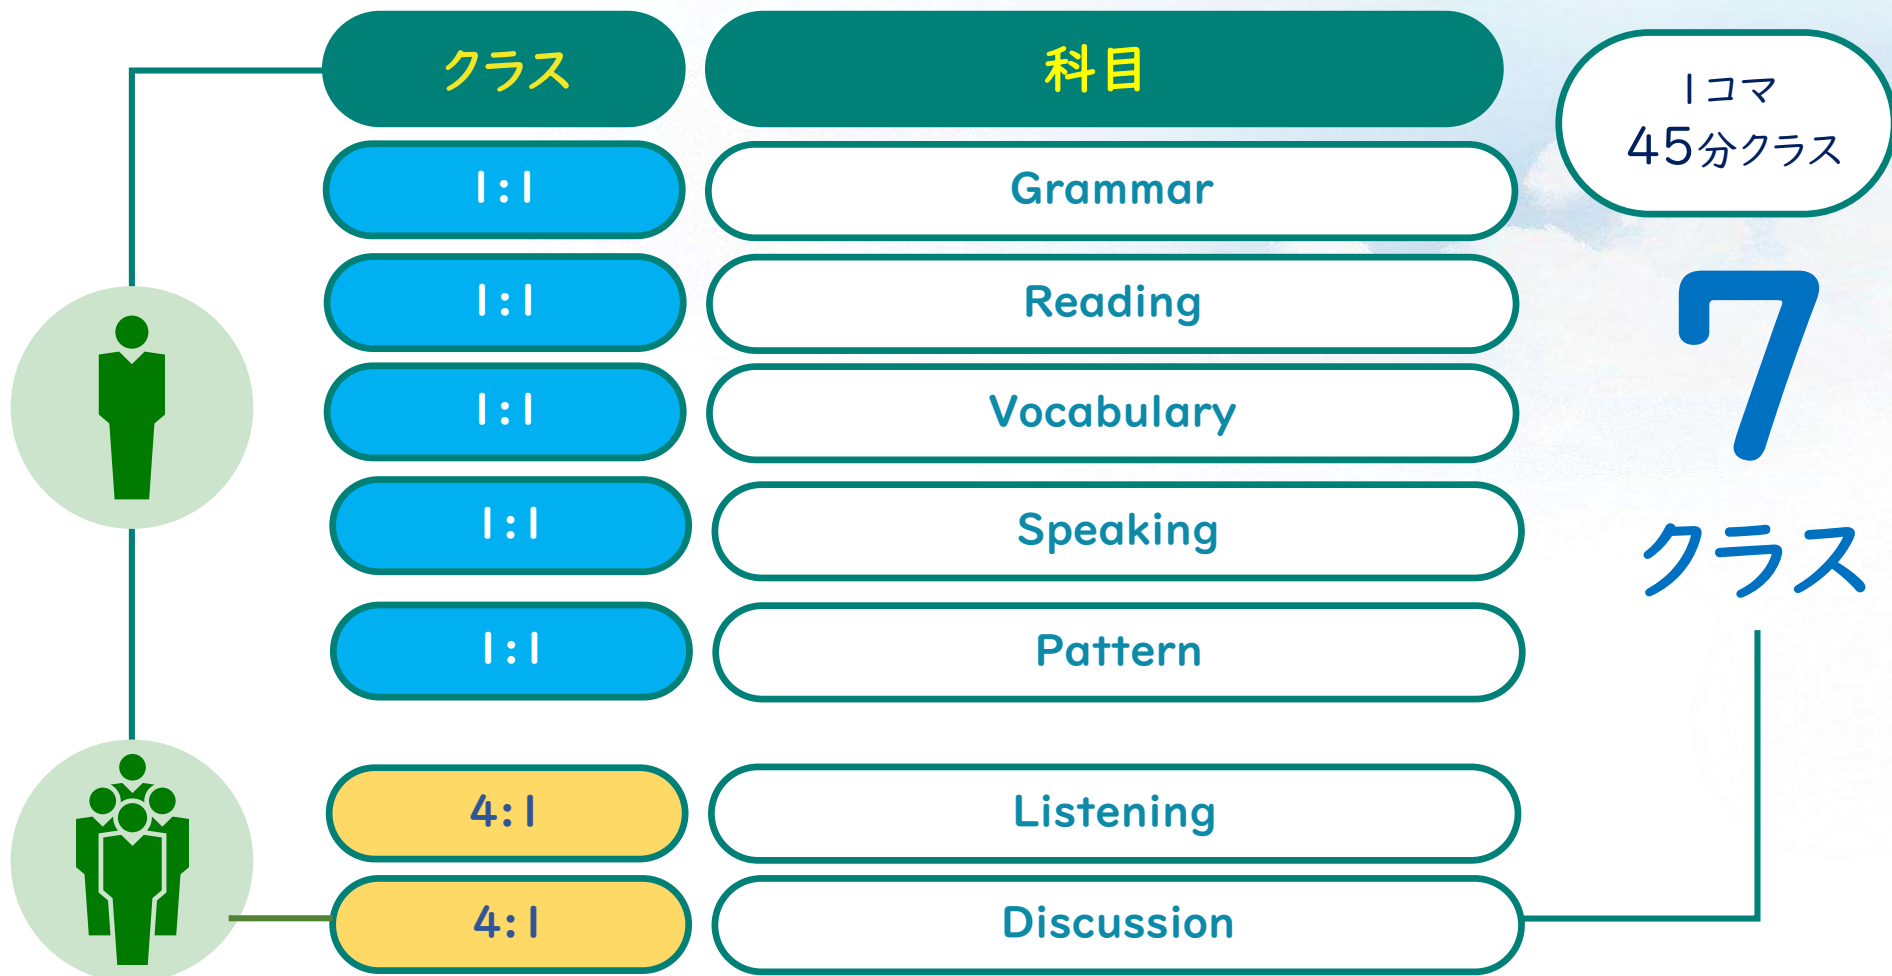 クラス 科目
1コマ
45分クラス
1:1 Grammar
1:1 Reading
1:1 Vocabulary
1:1 Speaking
1:1 Pattern
4:1 Listening
4:1 Discussion
7
クラス